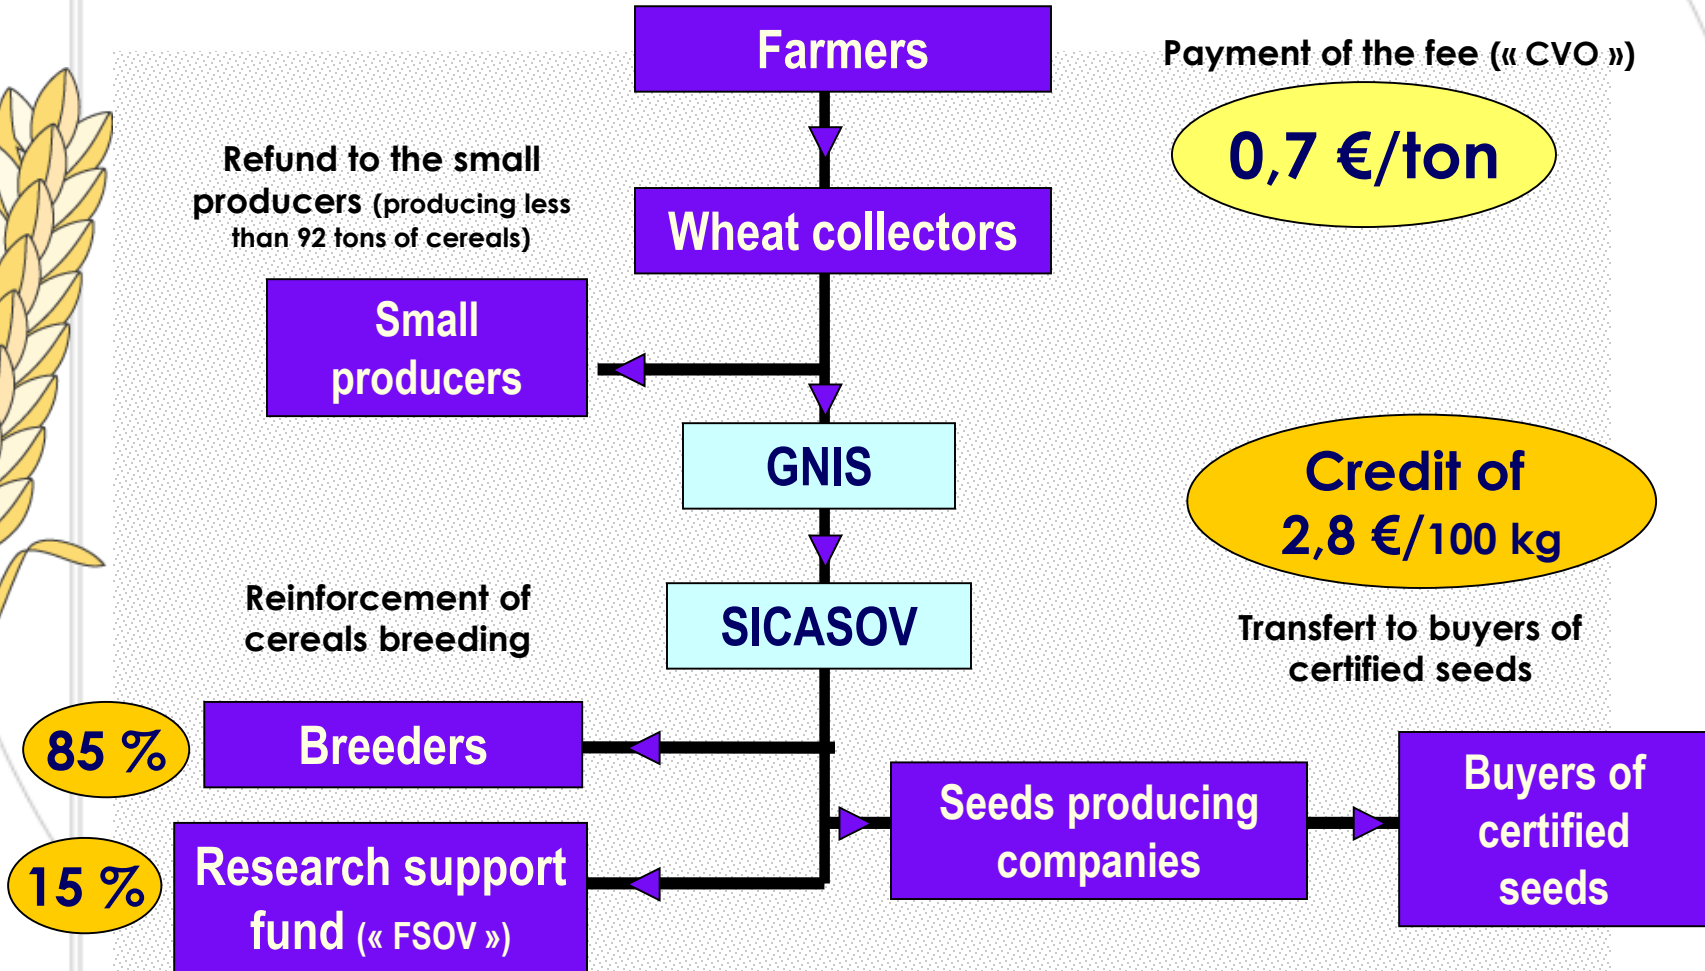 Farmers
Payment of the fee (« CVO »)
0,7 €/ton
Refund to the small
producers (producing less
than 92 tons of cereals)
Wheat collectors
Small
producers
GNIS
Credit of
2,8 €/100 kg
SICASOV
Reinforcement of
cereals breeding
Transfert to buyers of
certified seeds
85 %
Breeders
Seeds producing
companies
Buyers of
certified
seeds
15 %
Research support
fund (« FSOV »)